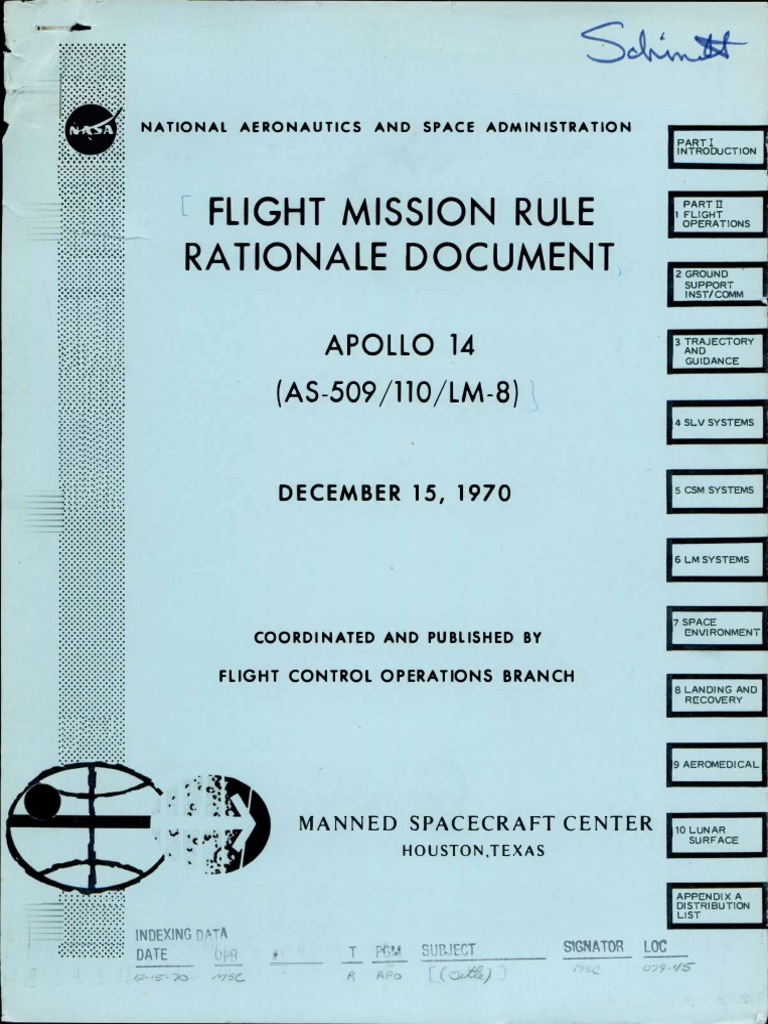 Schmitt
NASA
NATIONAL AERONAUTICS AND SPACE ADMINISTRATION
FLIGHT MISSION RULE
RATIONALE DOCUMENT
APOLLO 14
(AS-509/110/LM-8)
DECEMBER 15, 1970
COORDINATED AND PUBLISHED BY
FLIGHT CONTROL OPERATIONS BRANCH
MANNED SPACECRAFT CENTER
HOUSTON, TEXAS
PART I
INTRODUCTION
PART II
1 FLIGHT
OPERATIONS
2 GROUND
SUPPORT
INST/COMM
3 TRAJECTORY
AND
GUIDANCE
4 SLV SYSTEMS
5 CSM SYSTEMS
6 LM SYSTEMS
7 SPACE
ENVIRONMENT
8 LANDING AND
RECOVERY
9 AEROMEDICAL
10 LUNAR
SURFACE
APPENDIX A
DISTRIBUTION
LIST
INDEXING DATA
DATE OPR # T PGM SUBJECT SIGNATOR LOC
12-15-70 MSC R APO (title) MSC 079-45